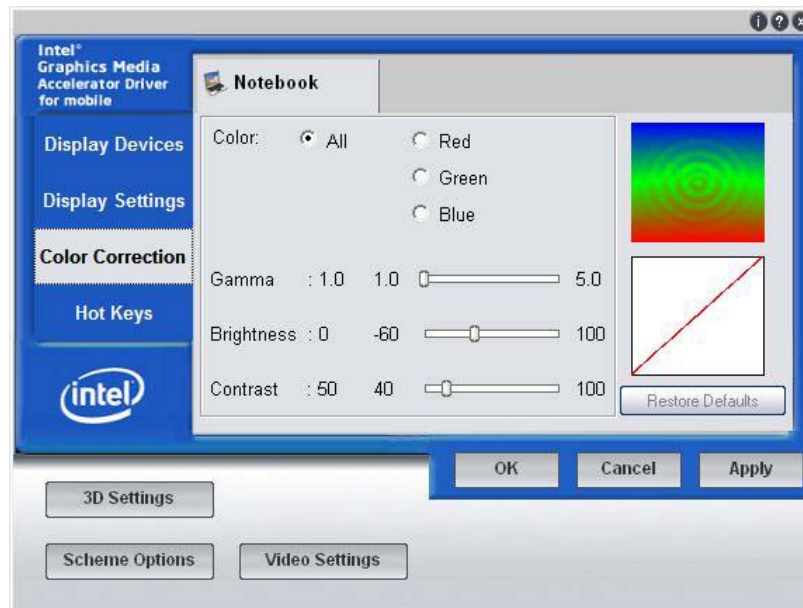 Intel®
Graphics Media
Accelerator Driver
for mobile
Notebook
Display Devices
Display Settings
Color Correction
Hot Keys
intel
Color: All Red
Green
Blue
Gamma : 1.0 1.0 5.0
Brightness : 0 -60 100
Contrast : 50 40 100
Restore Defaults
OK Cancel Apply
3D Settings
Scheme Options Video Settings